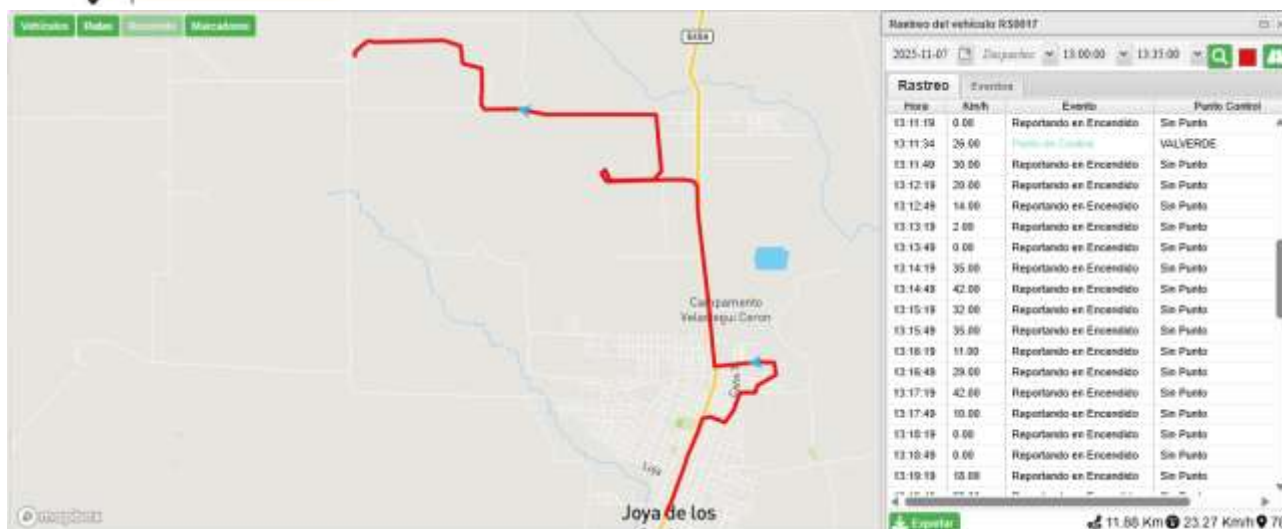 Vehículos Rutas Recorrido Marcadores
E45A
Campamento
Velastegui Ceron
Loja
Joya de los
mapbox
Rastreo del vehículo RS0017
2025-11-07 13:00:00 13:35:00
Rastreo Eventos
Hora Km/h Evento Punto Control
13:11:19 0.00 Reportando en Encendido Sin Punto
13:11:34 26.00 Punto de Control VALVERDE
13:11:49 30.00 Reportando en Encendido Sin Punto
13:12:19 20.00 Reportando en Encendido Sin Punto
13:12:49 14.00 Reportando en Encendido Sin Punto
13:13:19 2.00 Reportando en Encendido Sin Punto
13:13:49 0.00 Reportando en Encendido Sin Punto
13:14:19 35.00 Reportando en Encendido Sin Punto
13:14:49 42.00 Reportando en Encendido Sin Punto
13:15:19 32.00 Reportando en Encendido Sin Punto
13:15:49 35.00 Reportando en Encendido Sin Punto
13:16:19 11.00 Reportando en Encendido Sin Punto
13:16:49 29.00 Reportando en Encendido Sin Punto
13:17:19 42.00 Reportando en Encendido Sin Punto
13:17:49 10.00 Reportando en Encendido Sin Punto
13:18:19 0.00 Reportando en Encendido Sin Punto
13:18:49 0.00 Reportando en Encendido Sin Punto
13:19:19 18.00 Reportando en Encendido Sin Punto
Exportar 11.88 Km 23.27 Km/h